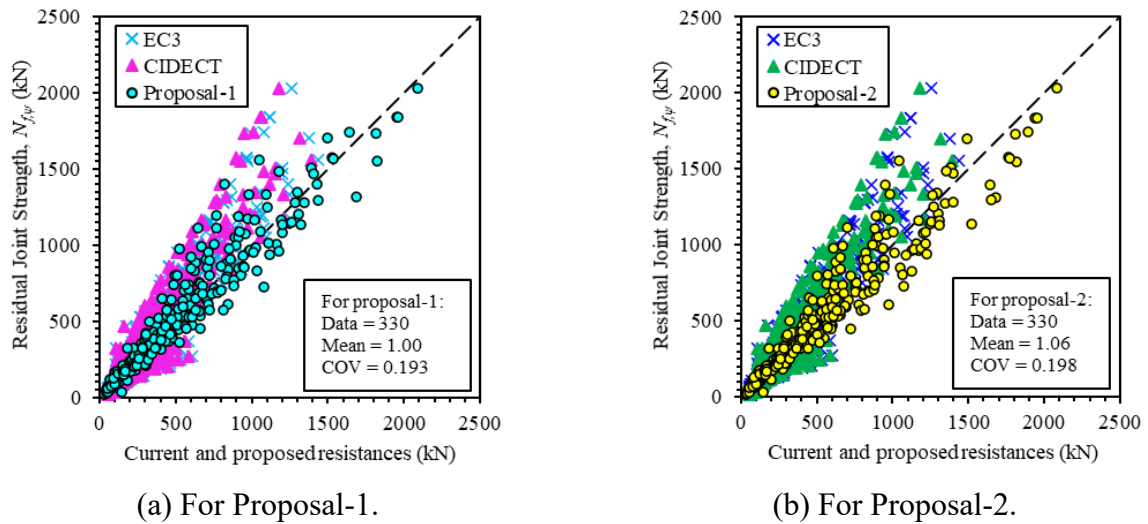 2500
2000
1500
1000
500
0
Residual Joint Strength, N_f,ψ (kN)
EC3
CIDECT
Proposal-1
For proposal-1:
Data = 330
Mean = 1.00
COV = 0.193
0 500 1000 1500 2000 2500
Current and proposed resistances (kN)
(a) For Proposal-1.
2500
2000
1500
1000
500
0
Residual Joint Strength, N_f,ψ (kN)
EC3
CIDECT
Proposal-2
For proposal-2:
Data = 330
Mean = 1.06
COV = 0.198
0 500 1000 1500 2000 2500
Current and proposed resistances (kN)
(b) For Proposal-2.